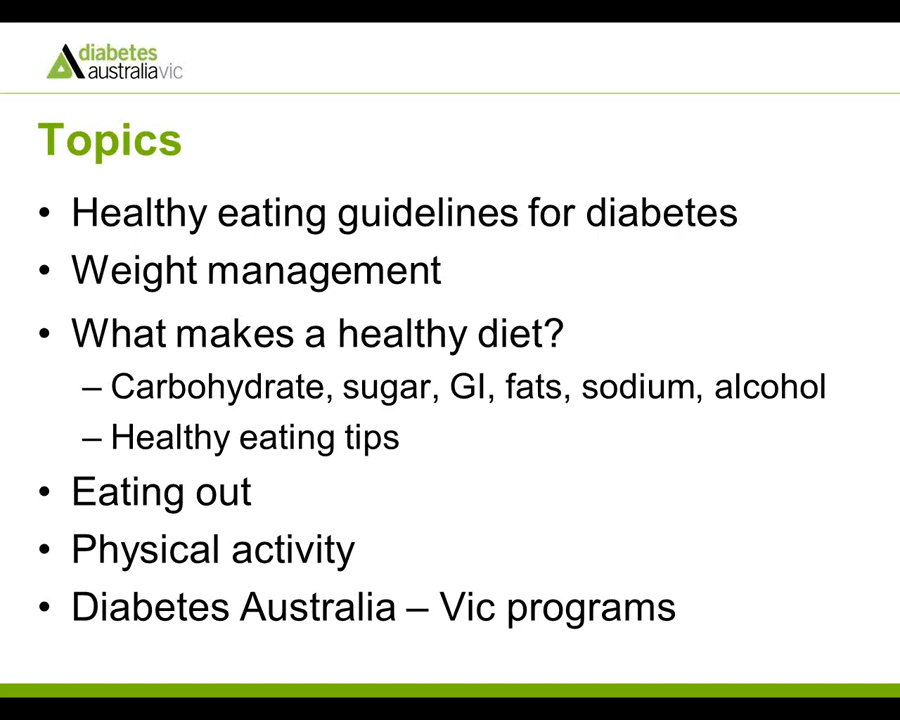 diabetes
australiavic
Topics
• Healthy eating guidelines for diabetes
• Weight management
• What makes a healthy diet?
– Carbohydrate, sugar, GI, fats, sodium, alcohol
– Healthy eating tips
• Eating out
• Physical activity
• Diabetes Australia – Vic programs